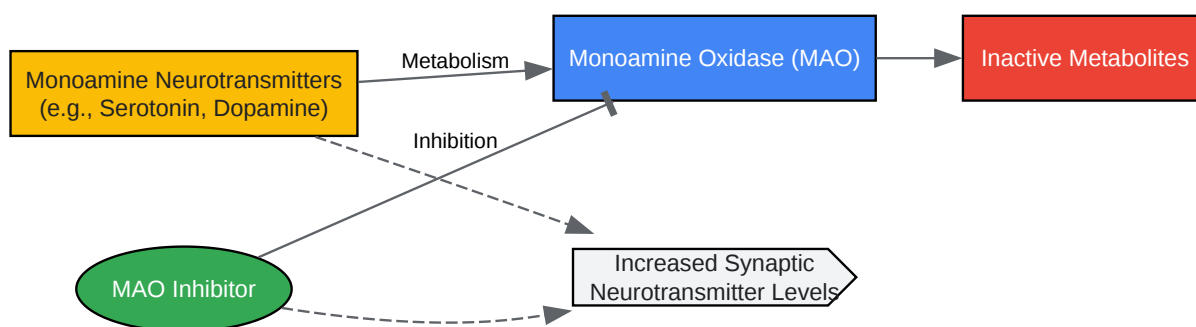 Monoamine Neurotransmitters
(e.g., Serotonin, Dopamine)
Metabolism
Monoamine Oxidase (MAO)
Inactive Metabolites
Inhibition
MAO Inhibitor
Increased Synaptic
Neurotransmitter Levels